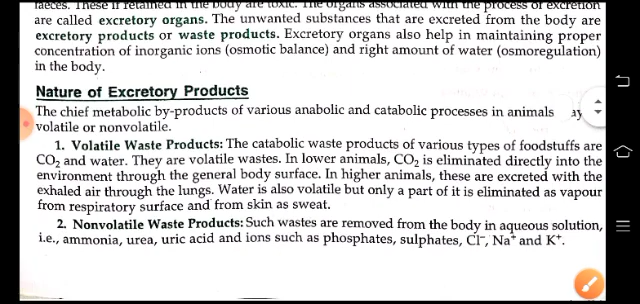 faeces. These if retained in the body are toxic. The organs associated with the process of excretion
are called excretory organs. The unwanted substances that are excreted from the body are
excretory products or waste products. Excretory organs also help in maintaining proper
concentration of inorganic ions (osmotic balance) and right amount of water (osmoregulation)
in the body.
Nature of Excretory Products
The chief metabolic by-products of various anabolic and catabolic processes in animals ay
volatile or nonvolatile.
1. Volatile Waste Products: The catabolic waste products of various types of foodstuffs are
CO₂ and water. They are volatile wastes. In lower animals, CO₂ is eliminated directly into the
environment through the general body surface. In higher animals, these are excreted with the
exhaled air through the lungs. Water is also volatile but only a part of it is eliminated as vapour
from respiratory surface and from skin as sweat.
2. Nonvolatile Waste Products: Such wastes are removed from the body in aqueous solution,
i.e., ammonia, urea, uric acid and ions such as phosphates, sulphates, Cl⁻, Na⁺ and K⁺.